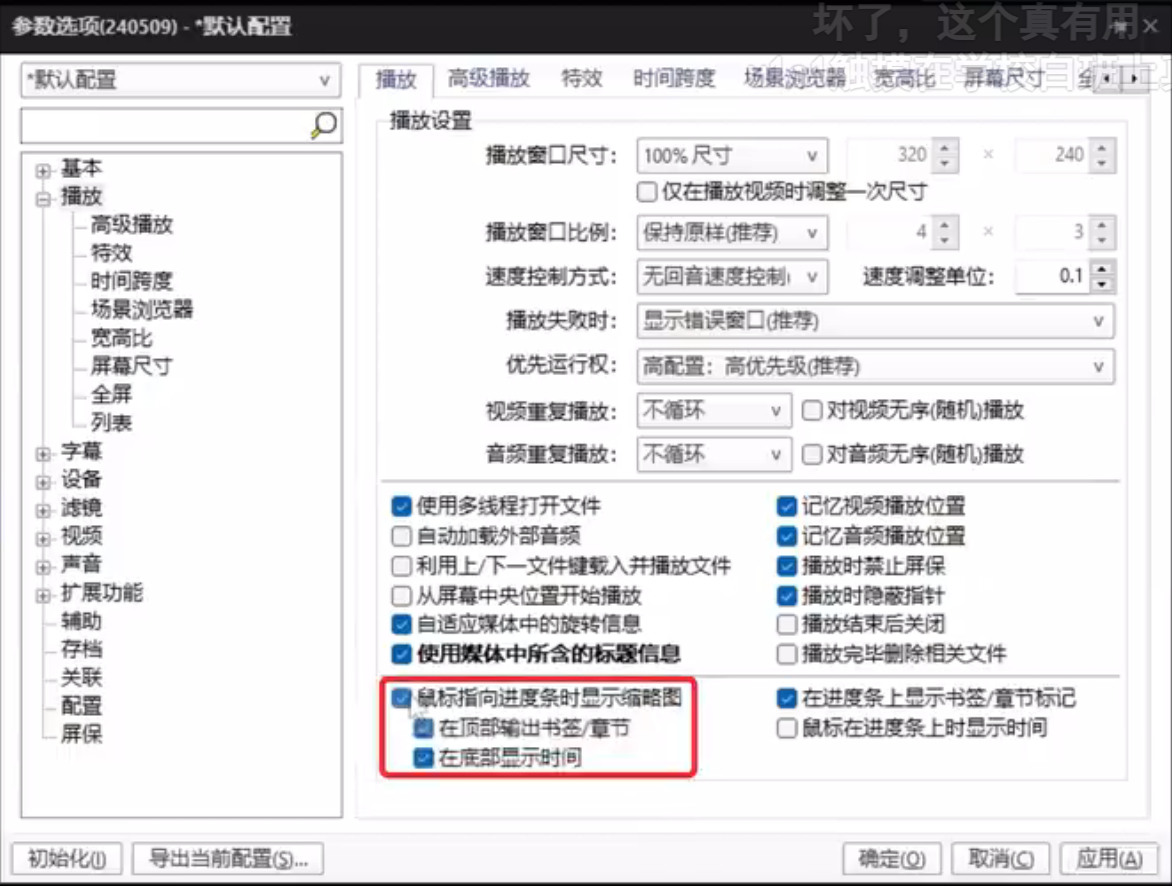 坏了，这个真有用
参数选项(240509) - *默认配置
*默认配置
播放
高级播放
特效
时间跨度
场景浏览器
宽高比
屏幕尺寸
全
基本
播放
高级播放
特效
时间跨度
场景浏览器
宽高比
屏幕尺寸
全屏
列表
字幕
设备
滤镜
视频
声音
扩展功能
辅助
存档
关联
配置
屏保
播放设置
播放窗口尺寸： 100% 尺寸 320 × 240
仅在播放视频时调整一次尺寸
播放窗口比例： 保持原样(推荐) 4 × 3
速度控制方式： 无回音速度控制( 速度调整单位： 0.1
播放失败时： 显示错误窗口(推荐)
优先运行权： 高配置：高优先级(推荐)
视频重复播放： 不循环 对视频无序(随机)播放
音频重复播放： 不循环 对音频无序(随机)播放
使用多线程打开文件
自动加载外部音频
利用上/下一文件键载入并播放文件
从屏幕中央位置开始播放
自适应媒体中的旋转信息
使用媒体中所含的标题信息
记忆视频播放位置
记忆音频播放位置
播放时禁止屏保
播放时隐蔽指针
播放结束后关闭
播放完毕删除相关文件
鼠标指向进度条时显示缩略图
在顶部输出书签/章节
在底部显示时间
在进度条上显示书签/章节标记
鼠标在进度条上时显示时间
初始化(I)
导出当前配置(S)...
确定(O)
取消(C)
应用(A)